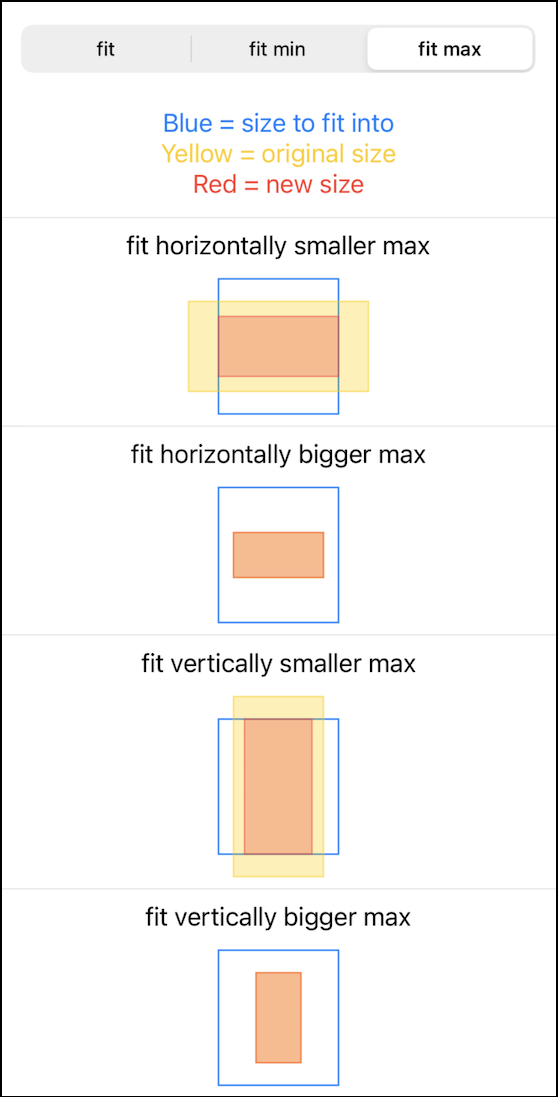 fit
fit min
fit max
Blue = size to fit into
Yellow = original size
Red = new size
fit horizontally smaller max
fit horizontally bigger max
fit vertically smaller max
fit vertically bigger max